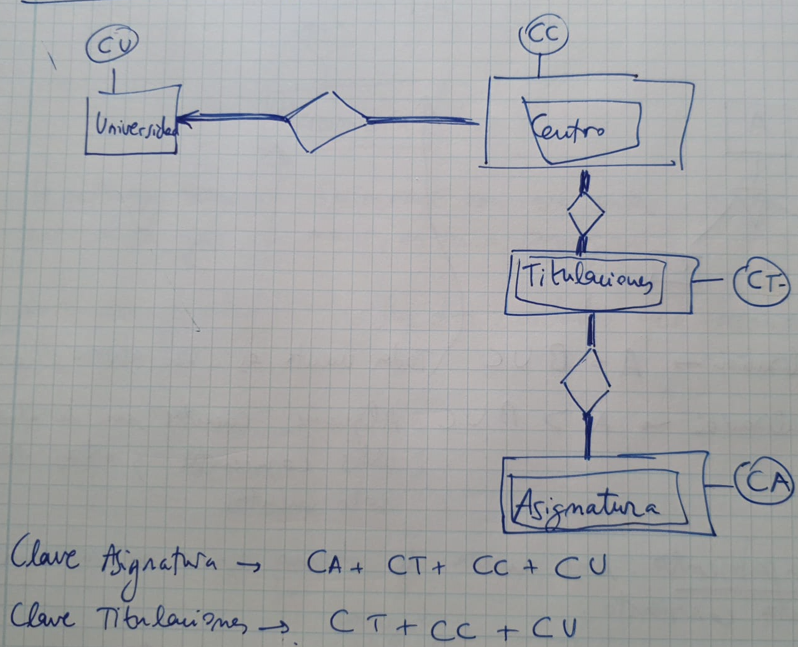 CU
CC
Universidad
Centro
Titulaciones
CT
Asignatura
CA
Clave Asignatura → CA + CT + CC + CU
Clave Titulaciones → CT + CC + CU